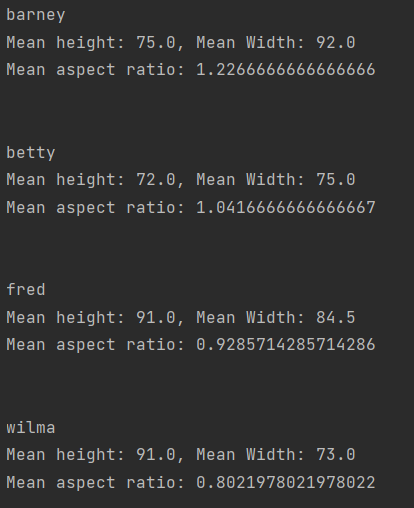 barney
Mean height: 75.0, Mean Width: 92.0
Mean aspect ratio: 1.2266666666666666
betty
Mean height: 72.0, Mean Width: 75.0
Mean aspect ratio: 1.0416666666666667
fred
Mean height: 91.0, Mean Width: 84.5
Mean aspect ratio: 0.9285714285714286
wilma
Mean height: 91.0, Mean Width: 73.0
Mean aspect ratio: 0.8021978021978022